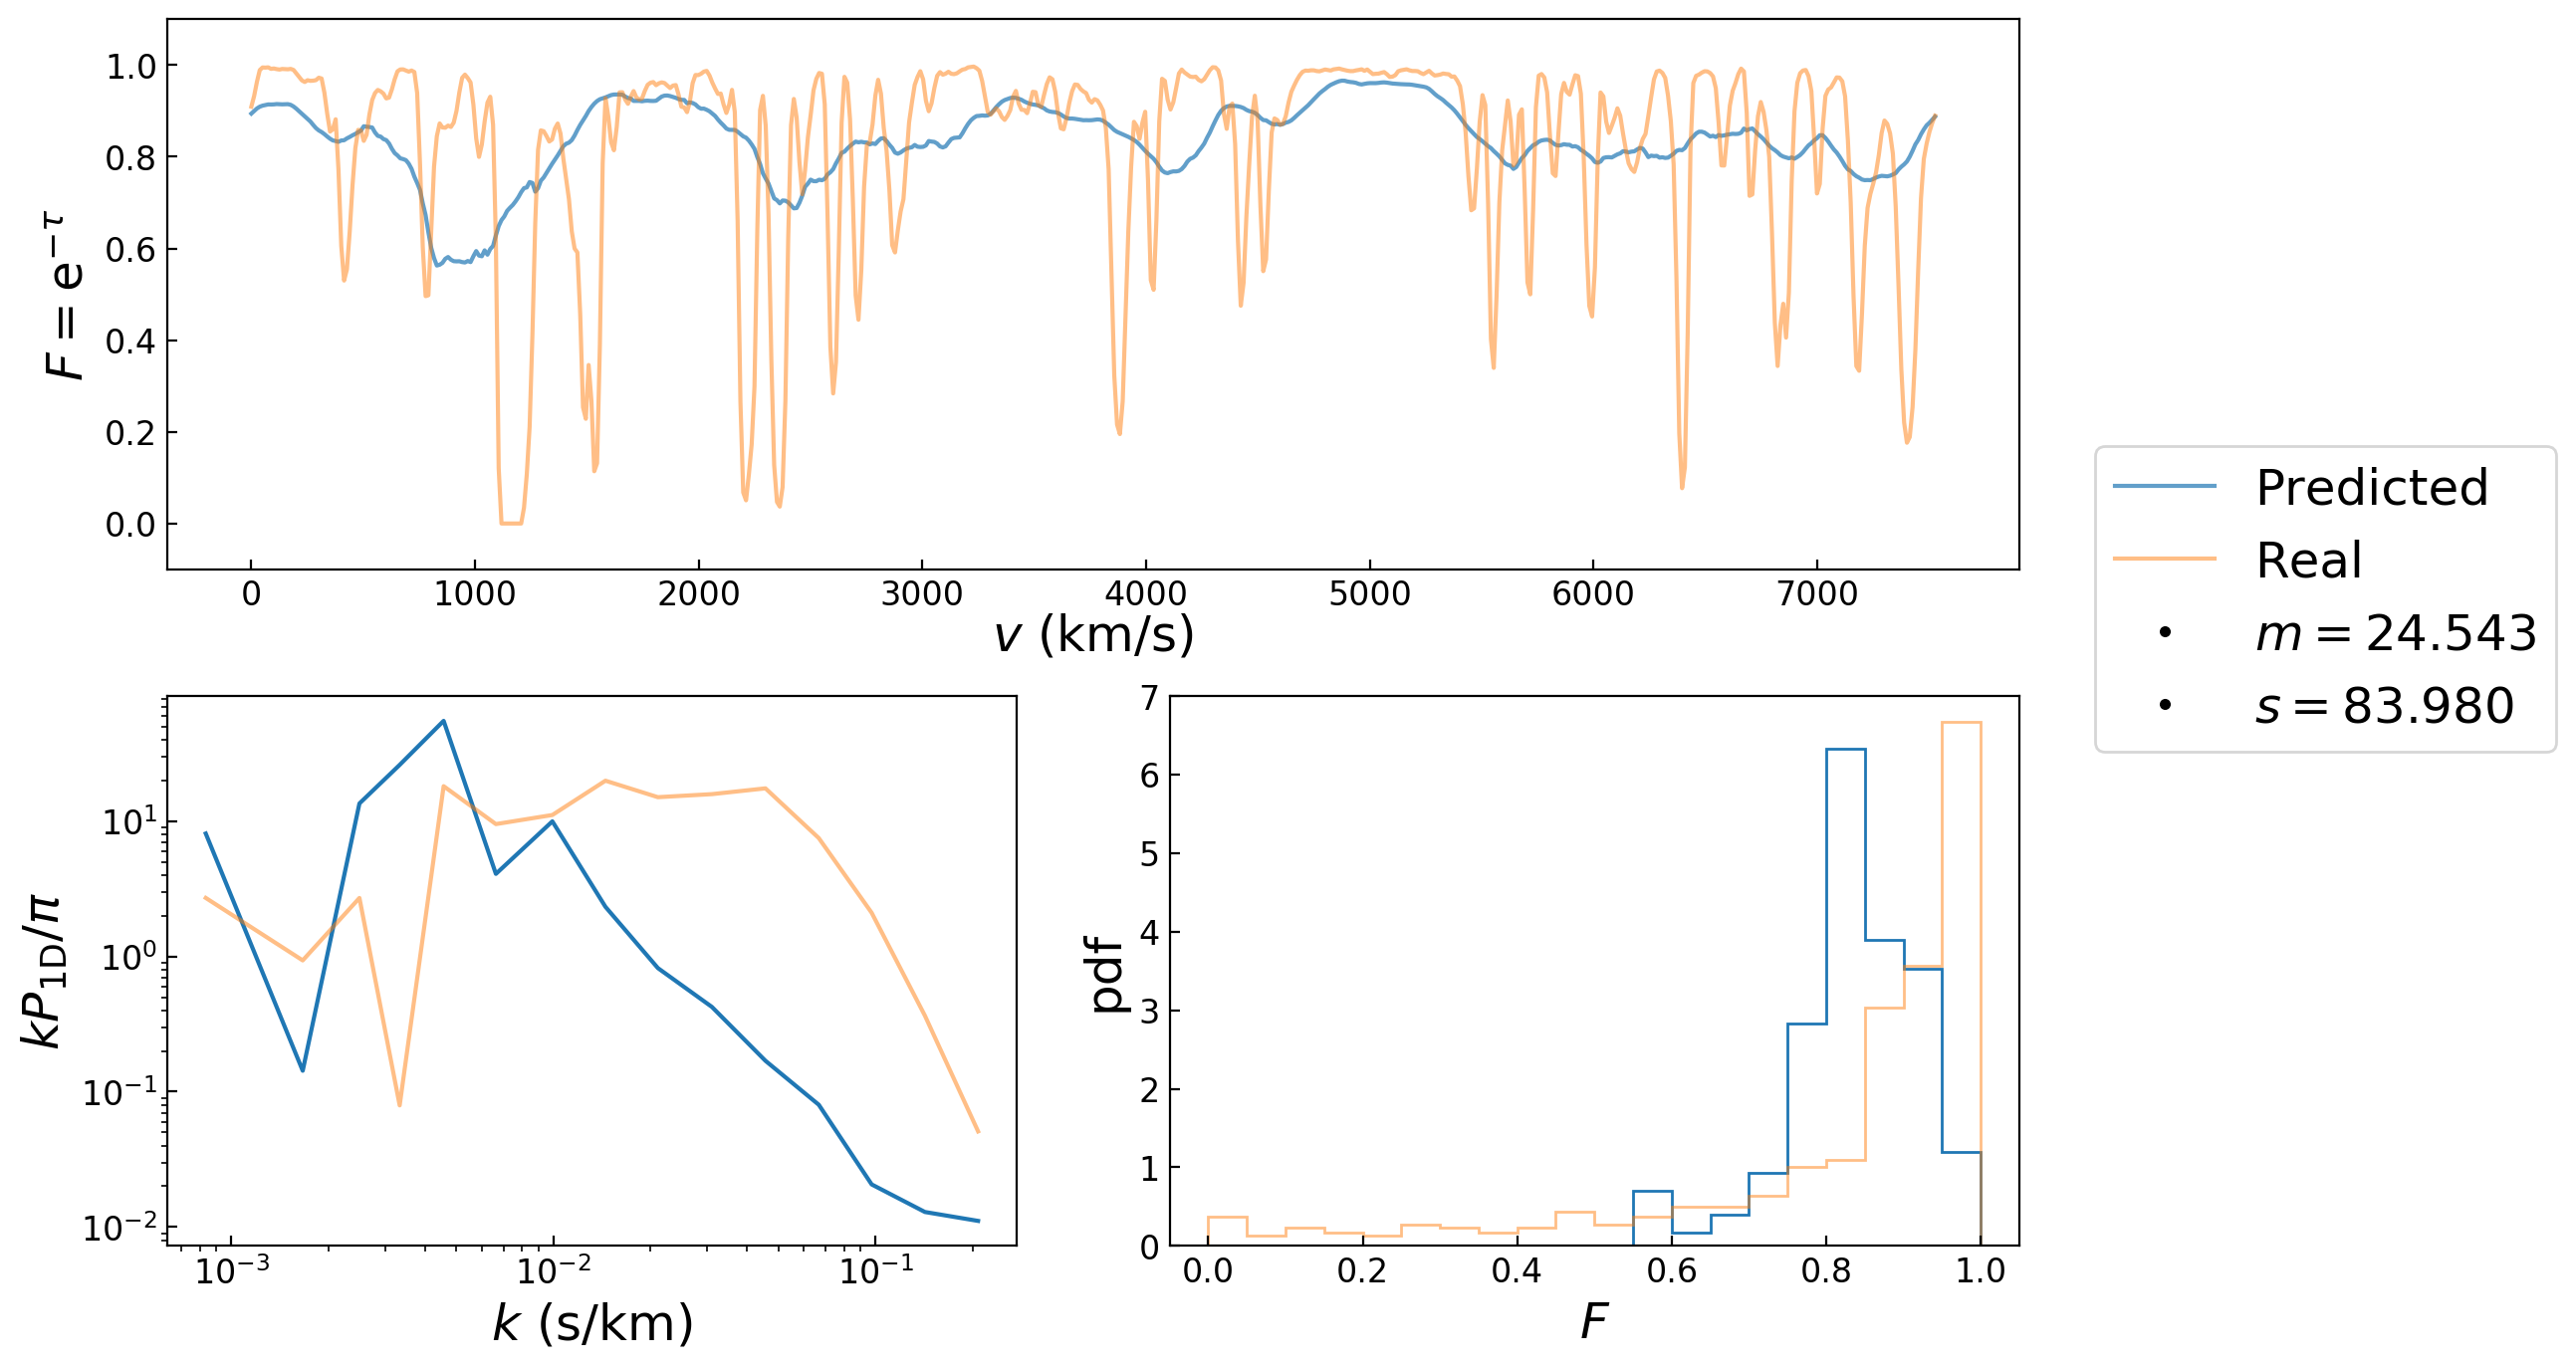 1.0
0.8
0.6
0.4
0.2
0.0
F = e^{−τ}
0 1000 2000 3000 4000 5000 6000 7000
v (km/s)
Predicted
Real
m = 24.543
s = 83.980
10^1
10^0
10^{−1}
10^{−2}
kP_{1D}/π
10^{−3} 10^{−2} 10^{−1}
k (s/km)
7
6
5
4
3
2
1
0
pdf
0.0 0.2 0.4 0.6 0.8 1.0
F